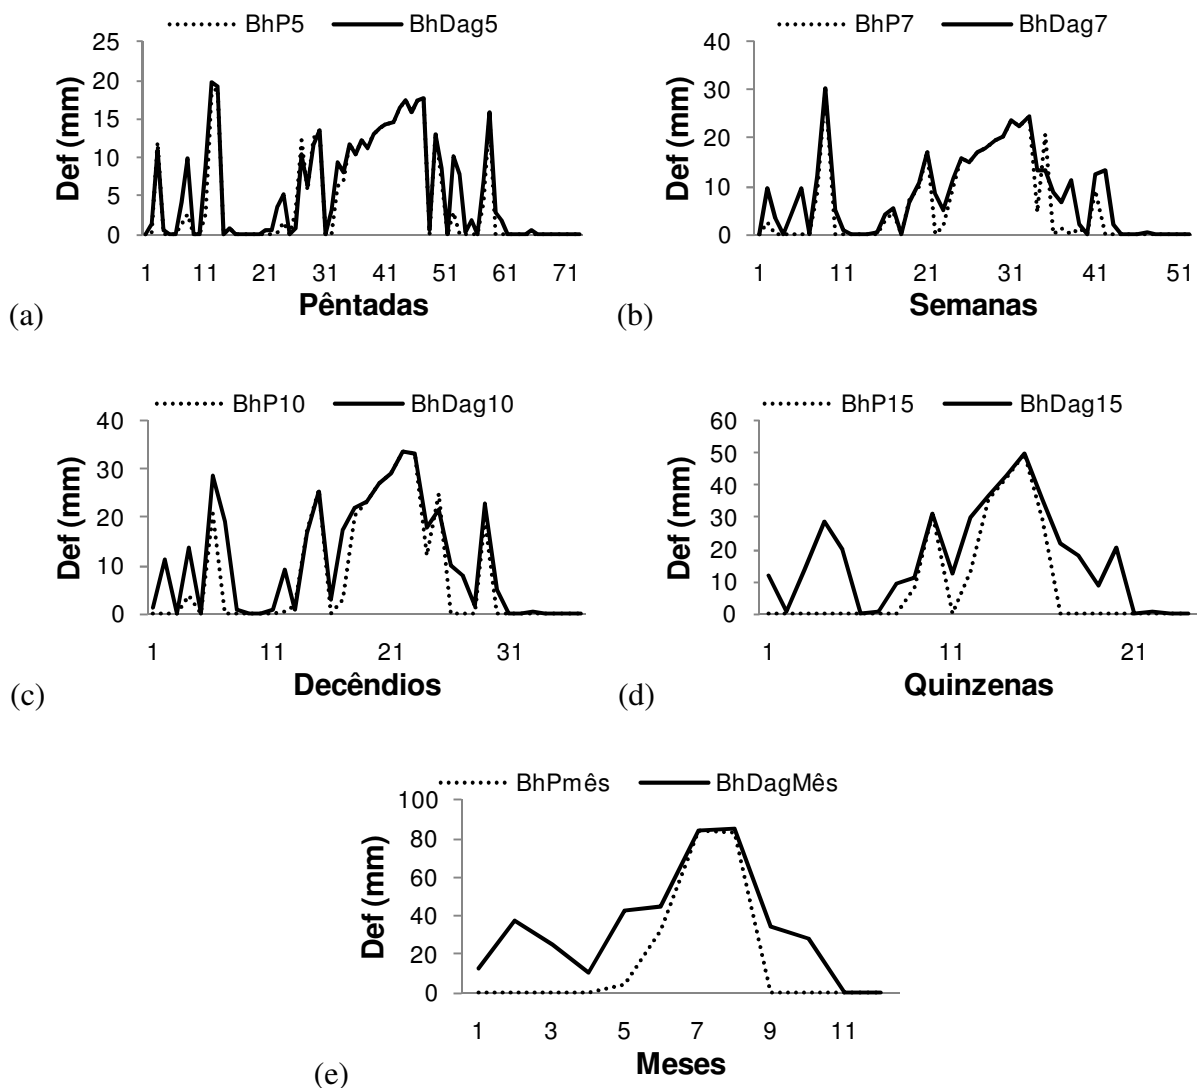 BhP5 BhDag5
25
20
15
10
5
0
Def (mm)
1 11 21 31 41 51 61 71
Pêntadas
(a)
BhP7 BhDag7
40
30
20
10
0
Def (mm)
1 11 21 31 41 51
Semanas
(b)
BhP10 BhDag10
40
30
20
10
0
Def (mm)
1 11 21 31
Decêndios
(c)
BhP15 BhDag15
60
50
40
30
20
10
0
Def (mm)
1 11 21
Quinzenas
(d)
BhPmês BhDagMês
100
80
60
40
20
0
Def (mm)
1 3 5 7 9 11
Meses
(e)